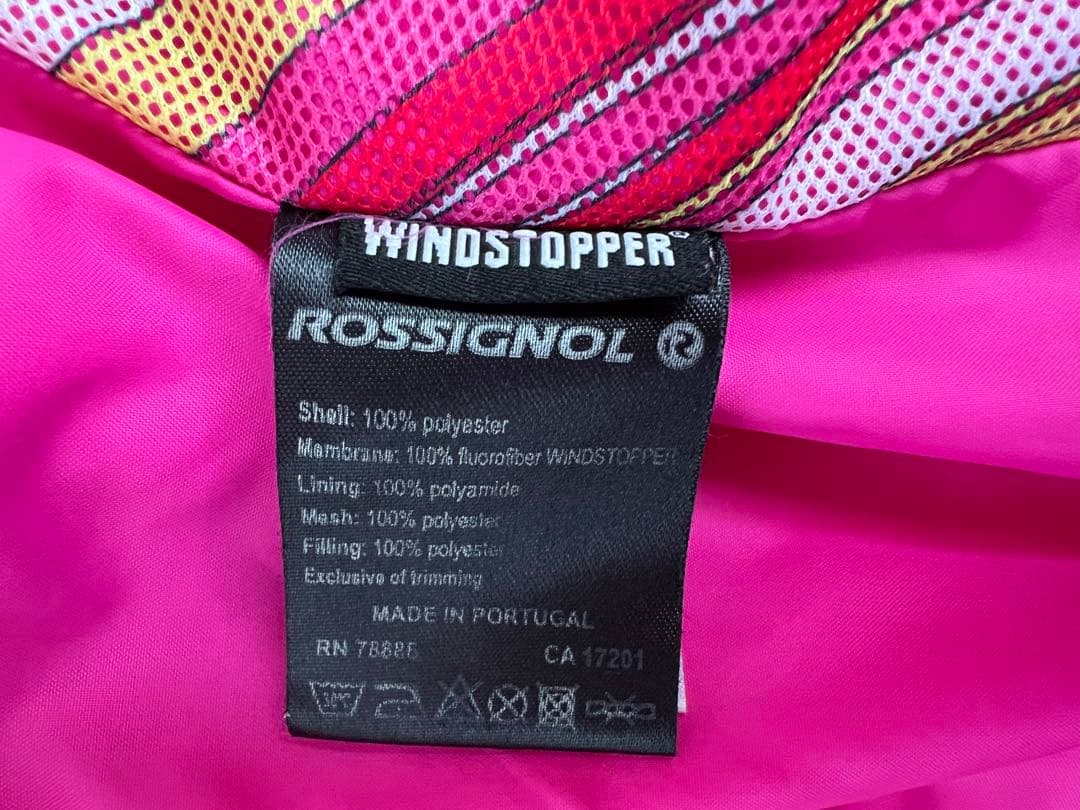 WINDSTOPPER®
ROSSIGNOL R
Shell: 100% polyester
Membrane: 100% fluorofiber WINDSTOPPER
Lining: 100% polyamide
Mesh: 100% polyester
Filling: 100% polyester
Exclusive of trimming
MADE IN PORTUGAL
RN
CA 17201
30°C